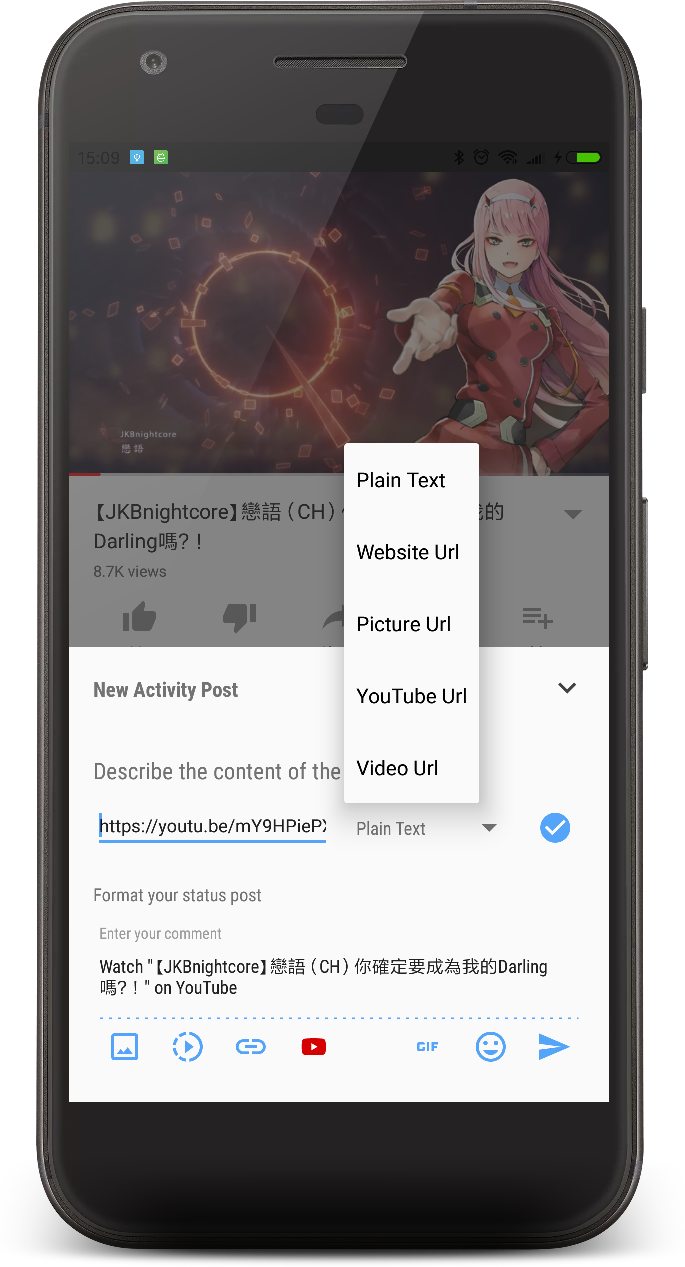 15:09
JKBnightcore
戀語
【JKBnightcore】戀語（CH）
我的
Darling嗎?！
8.7K views
Plain Text
Website Url
Picture Url
YouTube Url
Video Url
New Activity Post
Describe the content of the
https://youtu.be/mY9HPiePX
Plain Text
Format your status post
Enter your comment
Watch "【JKBnightcore】戀語（CH）你確定要成為我的Darling
嗎?！" on YouTube
GIF